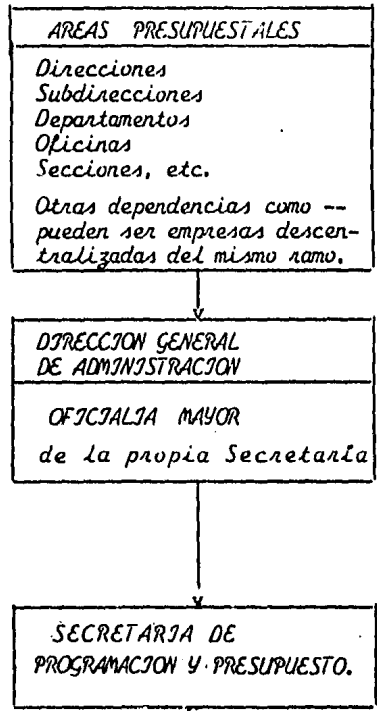 AREAS PRESUPUESTALES
Direcciones
Subdirecciones
Departamentos
Oficinas
Secciones, etc.
Otras dependencias como --
pueden ser empresas descen-
tralizadas del mismo ramo.
DIRECCION GENERAL
DE ADMINISTRACION
OFICIALIA MAYOR
de la propia Secretaría
SECRETARIA DE
PROGRAMACION Y PRESUPUESTO.